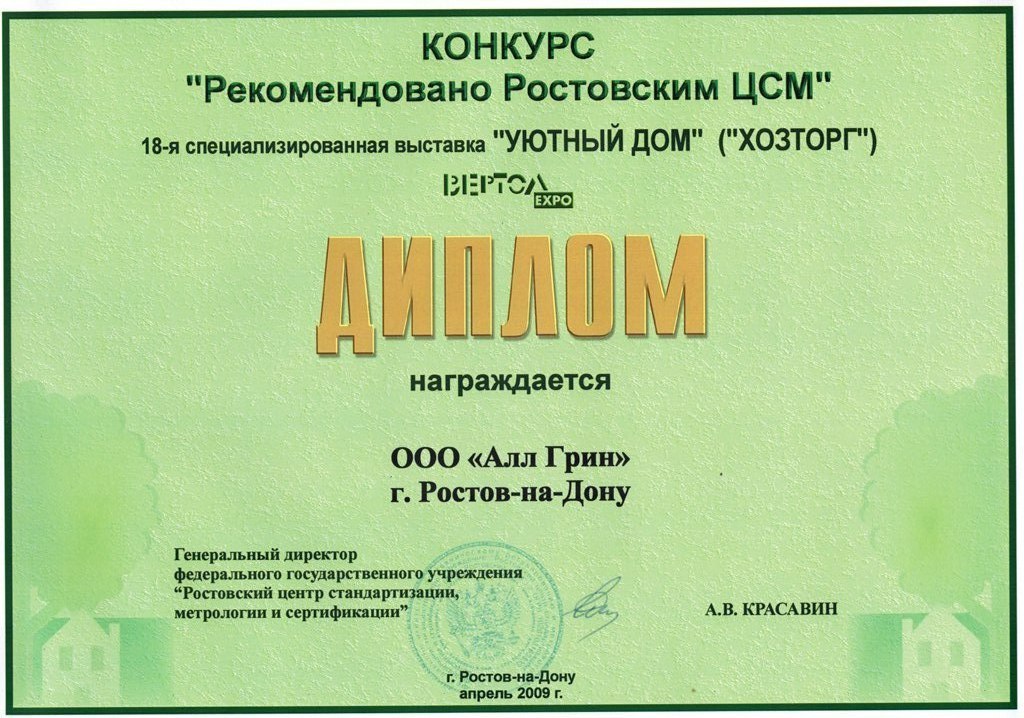 КОНКУРС
"Рекомендовано Ростовским ЦСМ"
18-я специализированная выставка "УЮТНЫЙ ДОМ" ("ХОЗТОРГ")
ВЕРТОЛ
EXPO
ДИПЛОМ
награждается
ООО «Алл Грин»
г. Ростов-на-Дону
Генеральный директор
федерального государственного учреждения
“Ростовский центр стандартизации,
метрологии и сертификации”
А.В. КРАСАВИН
г. Ростов-на-Дону
апрель 2009 г.